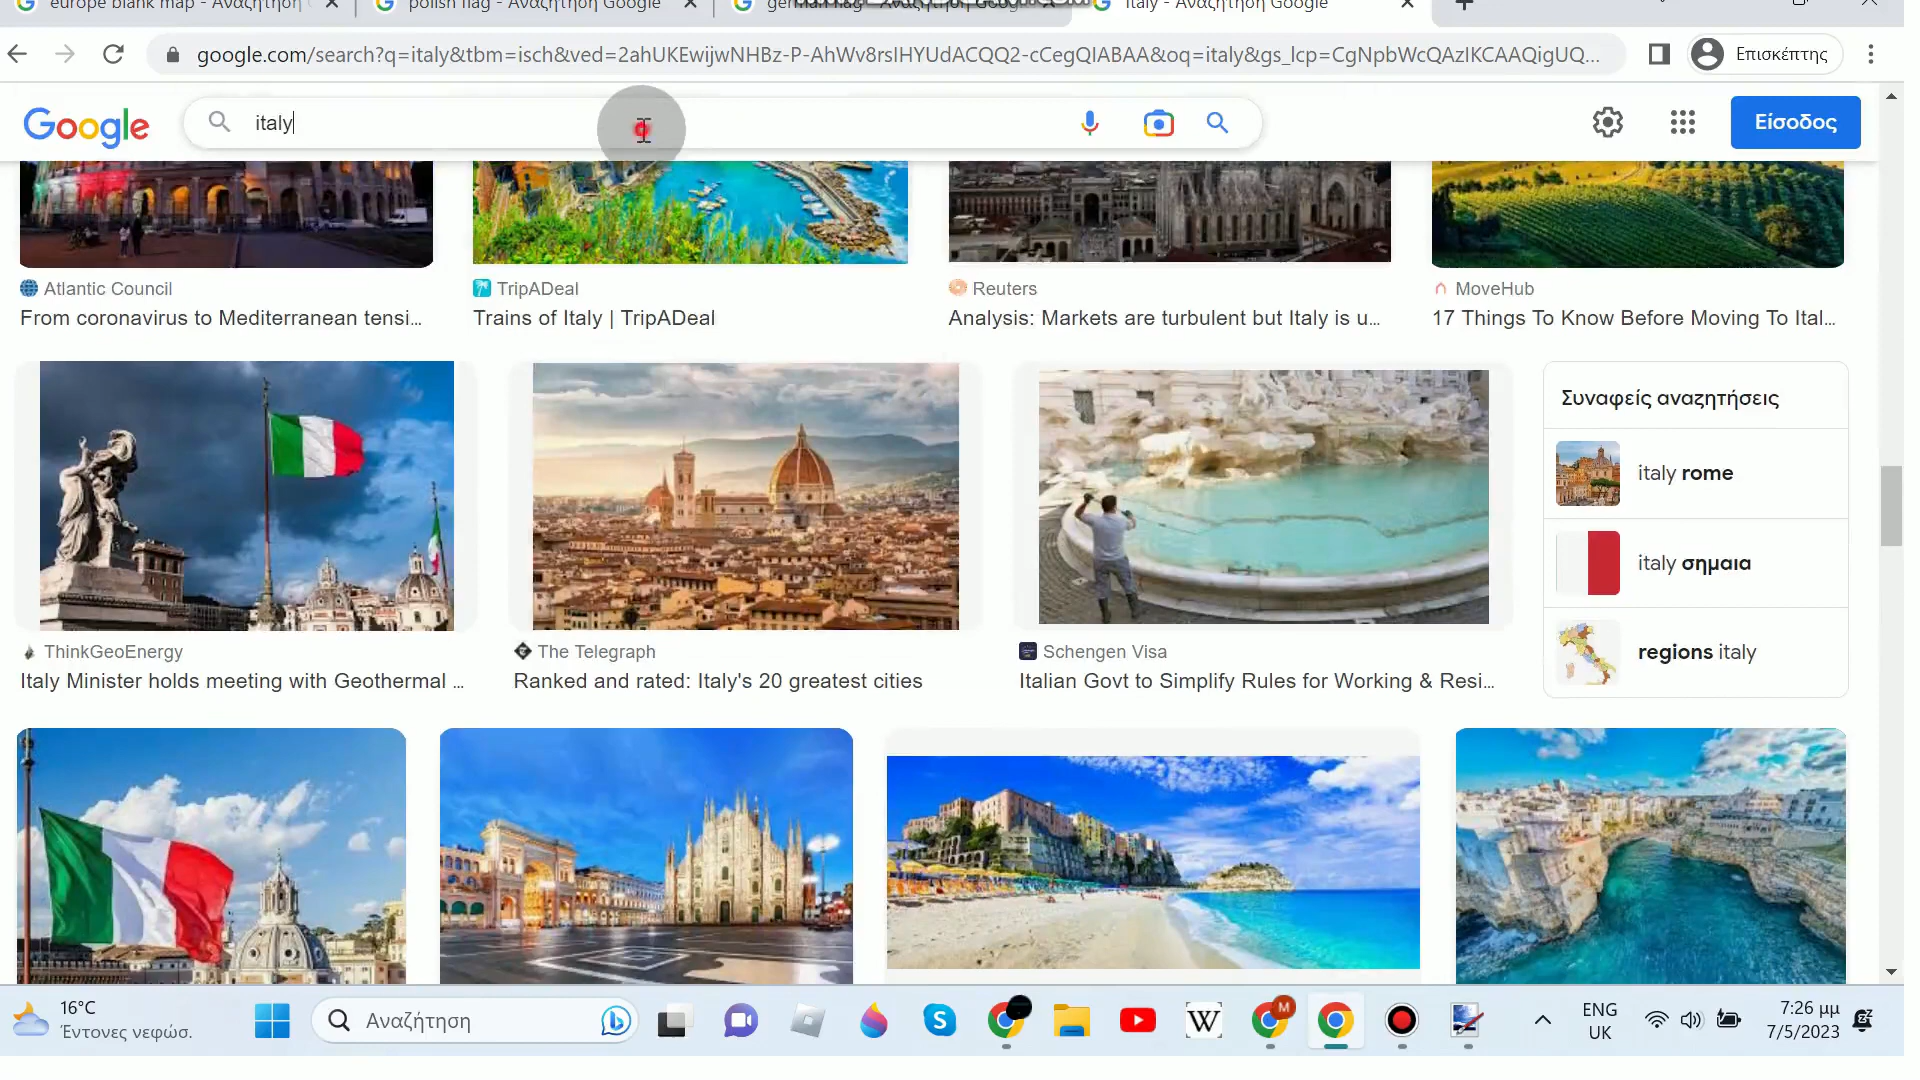 europe blank map - Αναζήτηση
polish flag - Αναζήτηση Google
german flag - Αναζήτηση Goog
italy - Αναζήτηση Google
google.com/search?q=italy&tbm=isch&ved=2ahUKEwijwNHBz-P-AhWv8rsIHYUdACQQ2-cCegQIABAA&oq=italy&gs_lcp=CgNpbWcQAzIKCAAQigUQ...
Επισκέπτης
Google
italy
Είσοδος
Atlantic Council
From coronavirus to Mediterranean tensi...
TripADeal
Trains of Italy | TripADeal
Reuters
Analysis: Markets are turbulent but Italy is u...
MoveHub
17 Things To Know Before Moving To Ital...
ThinkGeoEnergy
Italy Minister holds meeting with Geothermal ...
The Telegraph
Ranked and rated: Italy's 20 greatest cities
Schengen Visa
Italian Govt to Simplify Rules for Working & Resi...
Συναφείς αναζητήσεις
italy rome
italy σημαια
regions italy
16°C
Έντονες νεφώσ.
Αναζήτηση
S
W
M
ENG
UK
7:26 μμ
7/5/2023